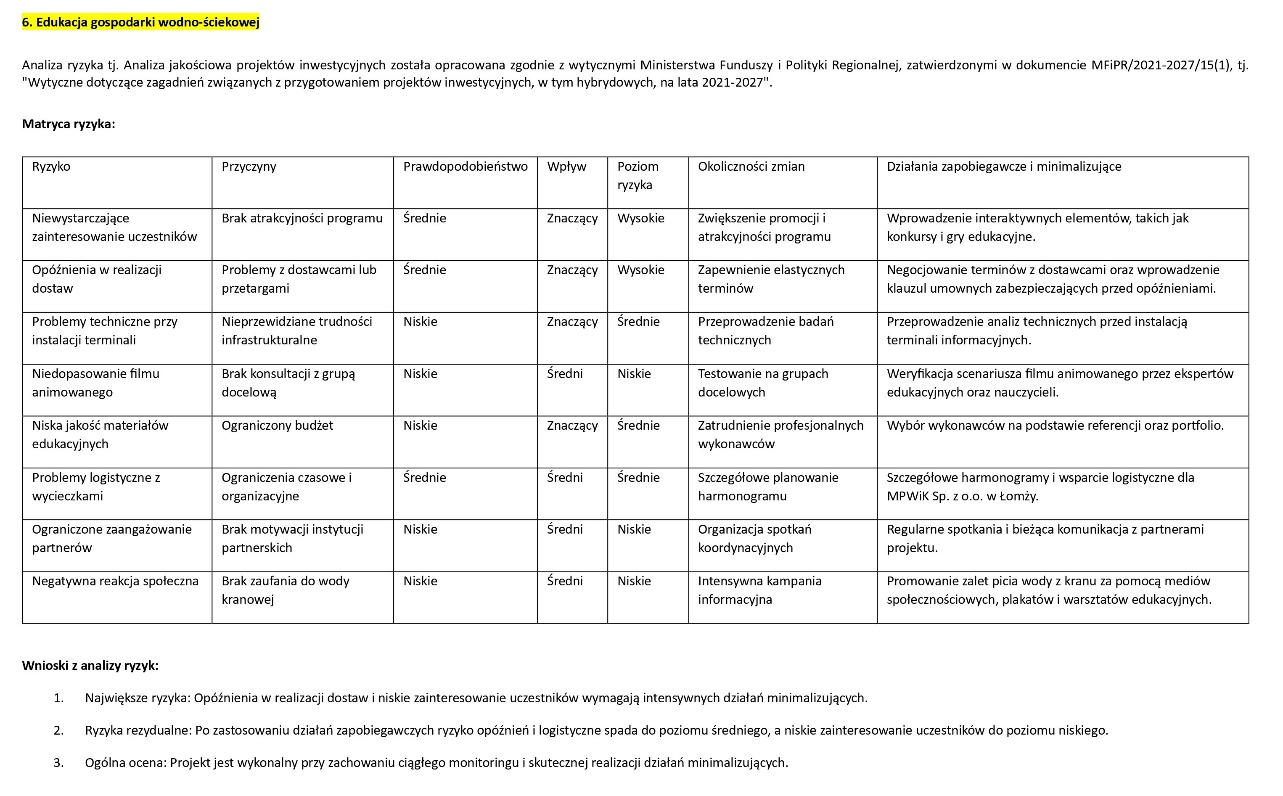 6. Edukacja gospodarki wodno-ściekowej
Analiza ryzyka tj. Analiza jakościowa projektów inwestycyjnych została opracowana zgodnie z wytycznymi Ministerstwa Funduszy i Polityki Regionalnej, zatwierdzonymi w dokumencie MFiPR/2021-2027/15(1), tj.
"Wytyczne dotyczące zagadnień związanych z przygotowaniem projektów inwestycyjnych, w tym hybrydowych, na lata 2021-2027".
Matryca ryzyka:
Ryzyko Przyczyny Prawdopodobieństwo Wpływ Poziom Okoliczności zmian Działania zapobiegawcze i minimalizujące
ryzyka
Niewystarczające Brak atrakcyjności programu Średnie Znaczący Wysokie Zwiększenie promocji i Wprowadzenie interaktywnych elementów, takich jak
zainteresowanie uczestników atrakcyjności programu konkursy i gry edukacyjne.
Opóźnienia w realizacji Problemy z dostawcami lub Średnie Znaczący Wysokie Zapewnienie elastycznych Negocjowanie terminów z dostawcami oraz wprowadzenie
dostaw przetargami terminów klauzul umownych zabezpieczających przed opóźnieniami.
Problemy techniczne przy Nieprzewidziane trudności Niskie Znaczący Średnie Przeprowadzenie badań Przeprowadzenie analiz technicznych przed instalacją
instalacji terminali infrastrukturalne technicznych terminali informacyjnych.
Niedopasowanie filmu Brak konsultacji z grupą Niskie Średni Niskie Testowanie na grupach Weryfikacja scenariusza filmu animowanego przez ekspertów
animowanego docelową docelowych edukacyjnych oraz nauczycieli.
Niska jakość materiałów Ograniczony budżet Niskie Znaczący Średnie Zatrudnienie profesjonalnych Wybór wykonawców na podstawie referencji oraz portfolio.
edukacyjnych wykonawców
Problemy logistyczne z Ograniczenia czasowe i Średnie Średni Średnie Szczegółowe planowanie Szczegółowe harmonogramy i wsparcie logistyczne dla
wycieczkami organizacyjne harmonogramu MPWiK Sp. z o.o. w Łomży.
Ograniczone zaangażowanie Brak motywacji instytucji Niskie Średni Niskie Organizacja spotkań Regularne spotkania i bieżąca komunikacja z partnerami
partnerów partnerskich koordynacyjnych projektu.
Negatywna reakcja społeczna Brak zaufania do wody Niskie Średni Niskie Intensywna kampania Promowanie zalet picia wody z kranu za pomocą mediów
kranowej informacyjna społecznościowych, plakatów i warsztatów edukacyjnych.
Wnioski z analizy ryzyk:
1. Największe ryzyka: Opóźnienia w realizacji dostaw i niskie zainteresowanie uczestników wymagają intensywnych działań minimalizujących.
2. Ryzyka rezydualne: Po zastosowaniu działań zapobiegawczych ryzyko opóźnień i logistyczne spada do poziomu średniego, a niskie zainteresowanie uczestników do poziomu niskiego.
3. Ogólna ocena: Projekt jest wykonalny przy zachowaniu ciągłego monitoringu i skutecznej realizacji działań minimalizujących.